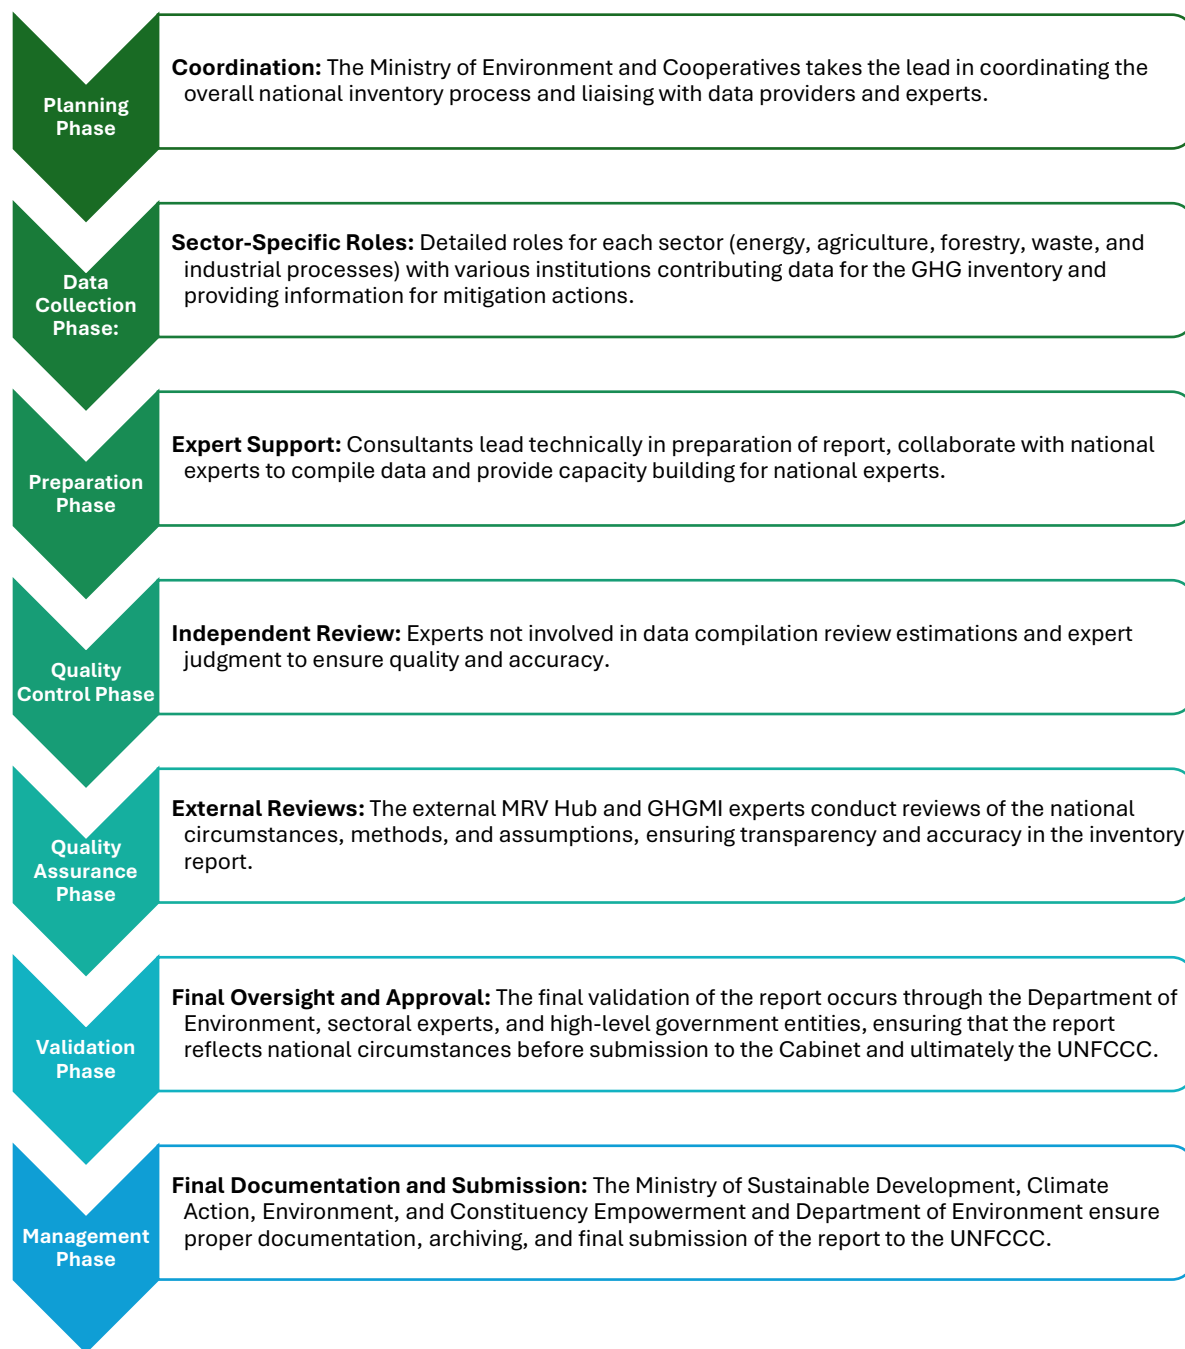 Planning
Phase
Coordination: The Ministry of Environment and Cooperatives takes the lead in coordinating the
overall national inventory process and liaising with data providers and experts.
Data
Collection
Phase:
Sector-Specific Roles: Detailed roles for each sector (energy, agriculture, forestry, waste, and
industrial processes) with various institutions contributing data for the GHG inventory and
providing information for mitigation actions.
Preparation
Phase
Expert Support: Consultants lead technically in preparation of report, collaborate with national
experts to compile data and provide capacity building for national experts.
Quality
Control Phase
Independent Review: Experts not involved in data compilation review estimations and expert
judgment to ensure quality and accuracy.
Quality
Assurance
Phase
External Reviews: The external MRV Hub and GHGMI experts conduct reviews of the national
circumstances, methods, and assumptions, ensuring transparency and accuracy in the inventory
report.
Validation
Phase
Final Oversight and Approval: The final validation of the report occurs through the Department of
Environment, sectoral experts, and high-level government entities, ensuring that the report
reflects national circumstances before submission to the Cabinet and ultimately the UNFCCC.
Management
Phase
Final Documentation and Submission: The Ministry of Sustainable Development, Climate
Action, Environment, and Constituency Empowerment and Department of Environment ensure
proper documentation, archiving, and final submission of the report to the UNFCCC.